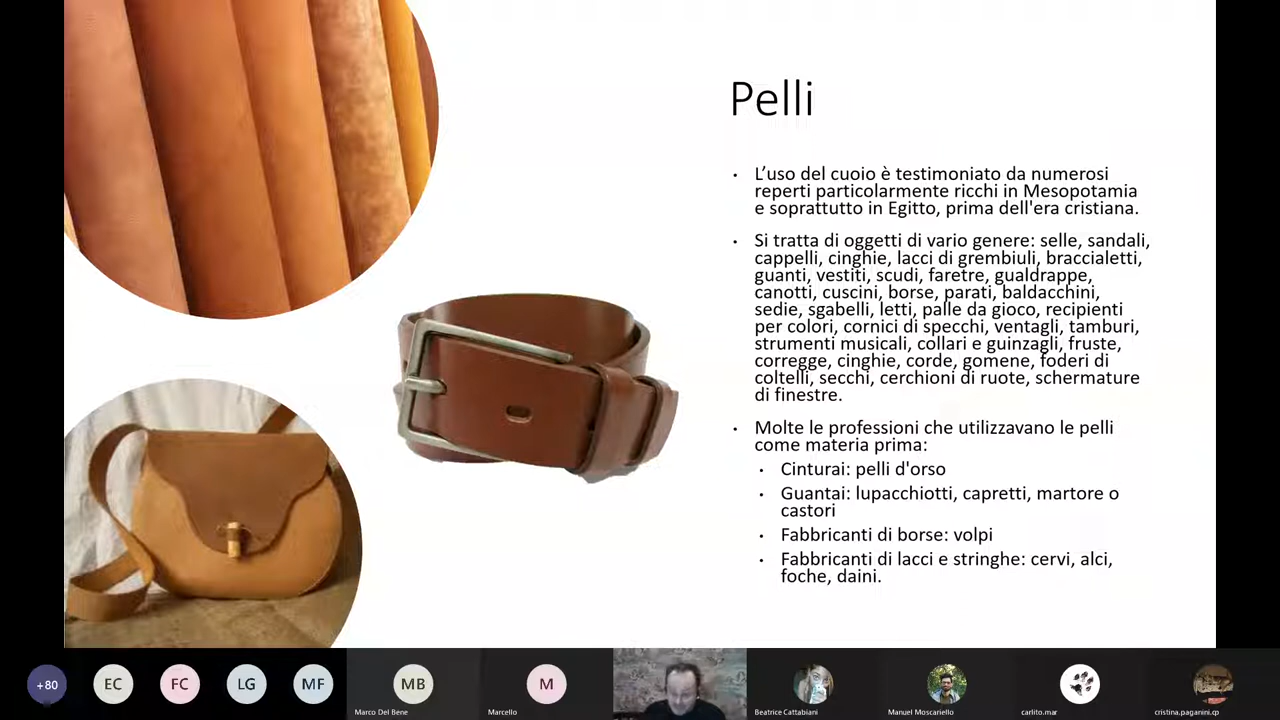 Pelli
• L'uso del cuoio è testimoniato da numerosi
reperti particolarmente ricchi in Mesopotamia
e soprattutto in Egitto, prima dell'era cristiana.
• Si tratta di oggetti di vario genere: selle, sandali,
cappelli, cinghie, lacci di grembiuli, braccialetti,
guanti, vestiti, scudi, faretre, gualdrappe,
canotti, cuscini, borse, parati, baldacchini,
sedie, sgabelli, letti, palle da gioco, recipienti
per colori, cornici di specchi, ventagli, tamburi,
strumenti musicali, collari e guinzagli, fruste,
corregge, cinghie, corde, gomene, foderi di
coltelli, secchi, cerchioni di ruote, schermature
di finestre.
• Molte le professioni che utilizzavano le pelli
come materia prima:
• Cinturai: pelli d'orso
• Guantai: lupacchiotti, capretti, martore o
castori
• Fabbricanti di borse: volpi
• Fabbricanti di lacci e stringhe: cervi, alci,
foche, daini.
+80 EC FC LG MF MB M
Marco Del Bene Marcello Beatrice Cattabiani Manuel Moscariello carlito.mar cristina.paganini.cp